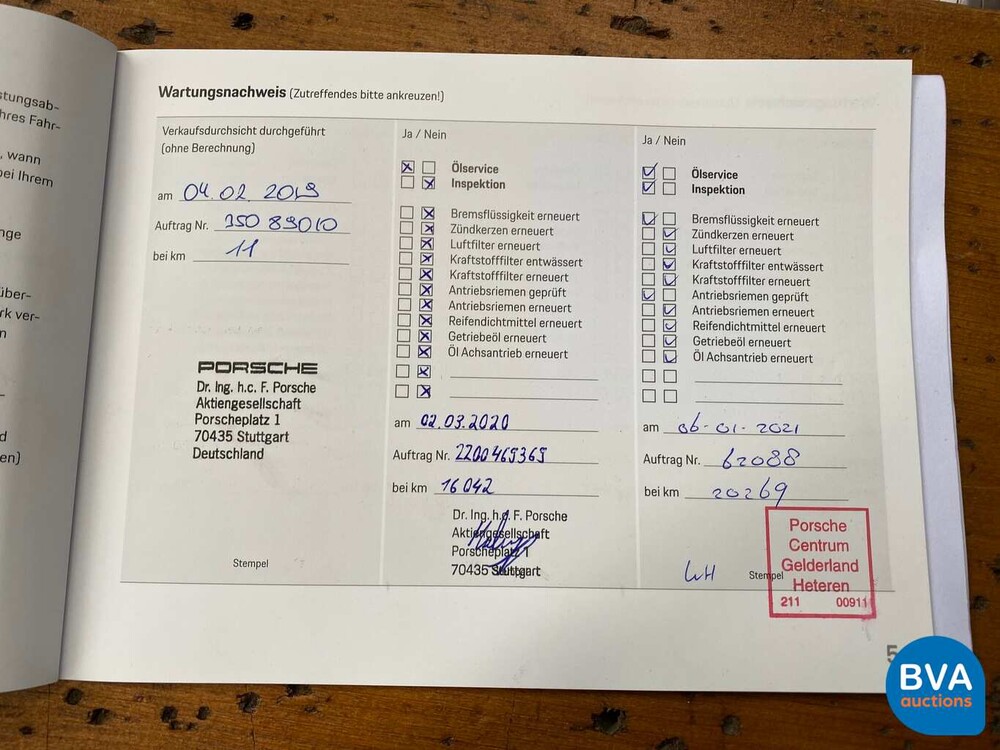 stungsab-
hres Fahr-
, wann
bei Ihrem
nge
über-
rk ver-
n
d
en)
Wartungsnachweis (Zutreffendes bitte ankreuzen!)
Verkaufsdurchsicht durchgeführt
(ohne Berechnung)
am 04.02.2019
Auftrag Nr. 350 89010
bei km 11
PORSCHE
Dr. Ing. h.c. F. Porsche
Aktiengesellschaft
Porscheplatz 1
70435 Stuttgart
Deutschland
Stempel
Ja / Nein
Ölservice
Inspektion
Bremsflüssigkeit erneuert
Zündkerzen erneuert
Luftfilter erneuert
Kraftstofffilter entwässert
Kraftstofffilter erneuert
Antriebsriemen geprüft
Antriebsriemen erneuert
Reifendichtmittel erneuert
Getriebeöl erneuert
Öl Achsantrieb erneuert
am 02.03.2020
Auftrag Nr. 2200465365
bei km 16042
Dr. Ing. h.c. F. Porsche
Aktiengesellschaft
Porscheplatz 1
70435 Stuttgart
Ja / Nein
Ölservice
Inspektion
Bremsflüssigkeit erneuert
Zündkerzen erneuert
Luftfilter erneuert
Kraftstofffilter entwässert
Kraftstofffilter erneuert
Antriebsriemen geprüft
Antriebsriemen erneuert
Reifendichtmittel erneuert
Getriebeöl erneuert
Öl Achsantrieb erneuert
am 06-01-2021
Auftrag Nr. 62088
bei km 20269
Stempel
Porsche
Centrum
Gelderland
Heteren
211 00911
5
BVA
auctions